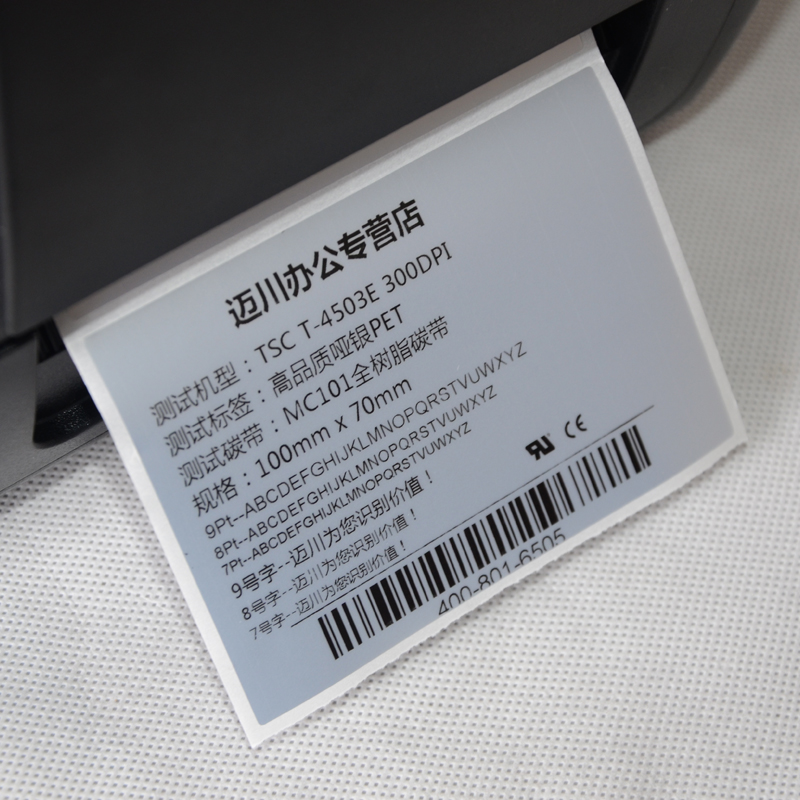 迈川办公专营店
测试机型：TSC T-4503E 300DPI
测试标签：高品质哑银PET
测试碳带：MC101全树脂碳带
规格：100mm x 70mm
9Pt--ABCDEFGHIJKLMNOPQRSTVUWXYZ
8Pt--ABCDEFGHIJKLMNOPQRSTVUWXYZ
7Pt--ABCDEFGHIJKLMNOPQRSTVUWXYZ
9号字--迈川为您识别价值！
8号字--迈川为您识别价值！
7号字--迈川为您识别价值！
RU CE
400-801-6505